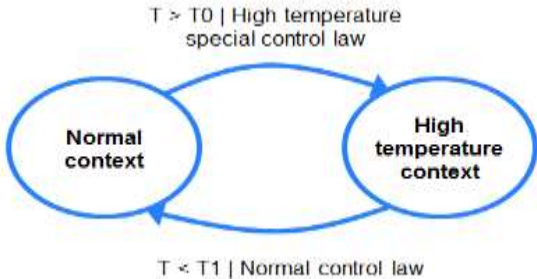 T > T0 | High temperature
special control law
Normal
context
High
temperature
context
T < T1 | Normal control law